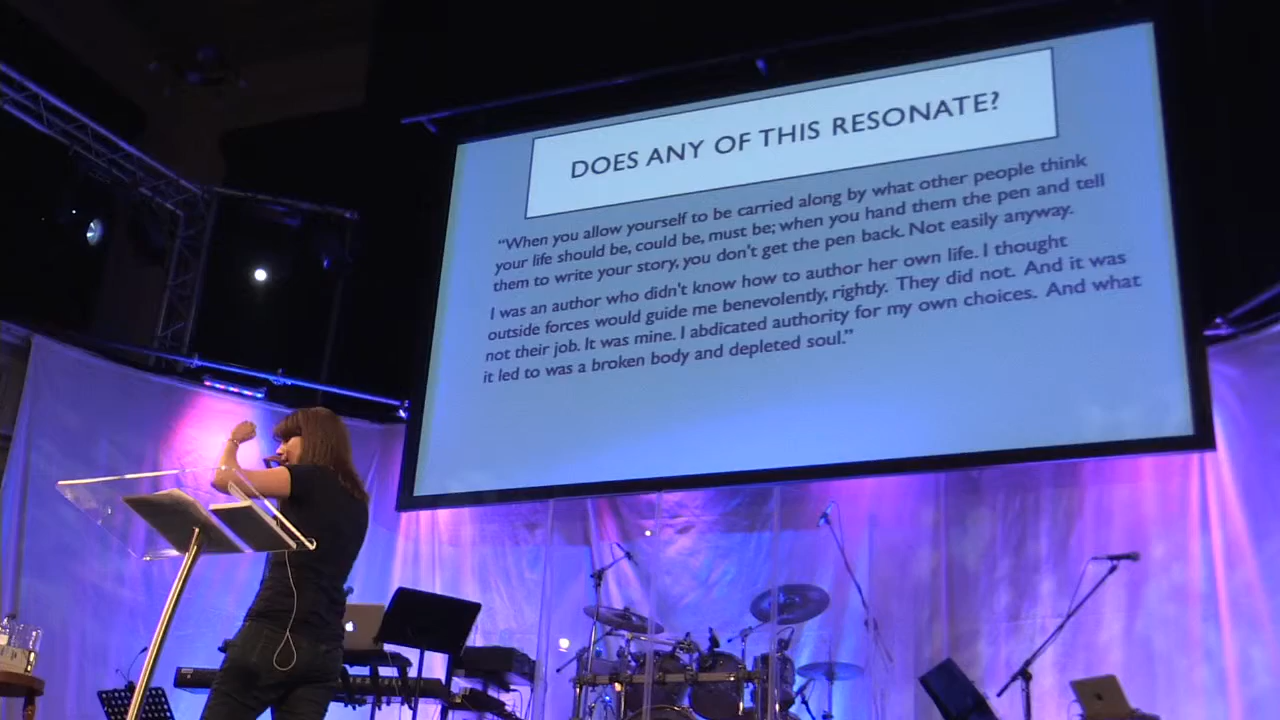 DOES ANY OF THIS RESONATE?
“When you allow yourself to be carried along by what other people think
your life should be, could be, must be; when you hand them the pen and tell
them to write your story, you don't get the pen back. Not easily anyway.
I was an author who didn't know how to author her own life. I thought
outside forces would guide me benevolently, rightly. They did not. And it was
not their job. It was mine. I abdicated authority for my own choices. And what
it led to was a broken body and depleted soul.”